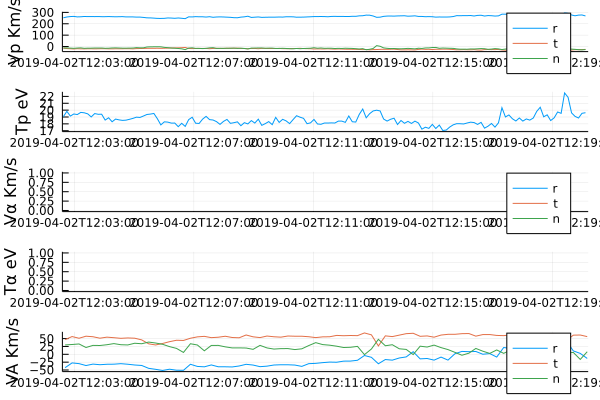 Vp Km/s
300
200
100
0
r
t
n
2019-04-02T12:03:00
2019-04-02T12:07:00
2019-04-02T12:11:00
2019-04-02T12:15:00
Tp eV
22
21
20
19
18
17
2019-04-02T12:03:00
2019-04-02T12:07:00
2019-04-02T12:11:00
2019-04-02T12:15:00
Vα Km/s
1.00
0.75
0.50
0.25
0.00
r
t
n
2019-04-02T12:03:00
2019-04-02T12:07:00
2019-04-02T12:11:00
2019-04-02T12:15:00
Tα eV
1.00
0.75
0.50
0.25
0.00
2019-04-02T12:03:00
2019-04-02T12:07:00
2019-04-02T12:11:00
2019-04-02T12:15:00
VA Km/s
50
25
0
−25
−50
r
t
n
2019-04-02T12:03:00
2019-04-02T12:07:00
2019-04-02T12:11:00
2019-04-02T12:15:00